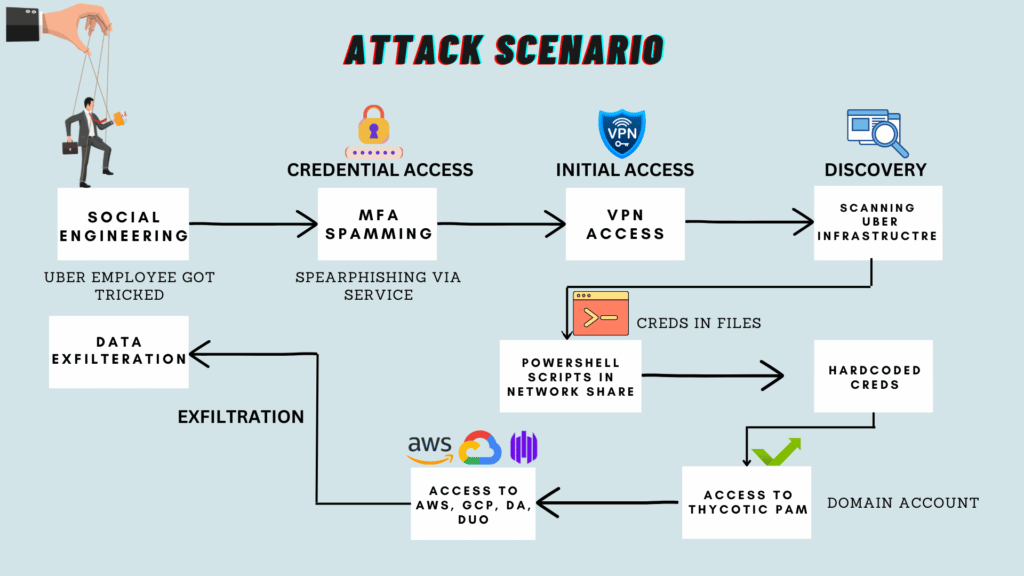 ATTACK SCENARIO
CREDENTIAL ACCESS
VPN
INITIAL ACCESS
DISCOVERY
SOCIAL
ENGINEERING
MFA
SPAMMING
VPN
ACCESS
SCANNING
UBER
INFRASTRUCTRE
UBER EMPLOYEE GOT
TRICKED
SPEARPHISHING VIA
SERVICE
CREDS IN FILES
POWERSHELL
SCRIPTS IN
NETWORK SHARE
HARDCODED
CREDS
DATA
EXFILTERATION
EXFILTRATION
aws
ACCESS TO
AWS, GCP, DA,
DUO
ACCESS TO
THYCOTIC PAM
DOMAIN ACCOUNT